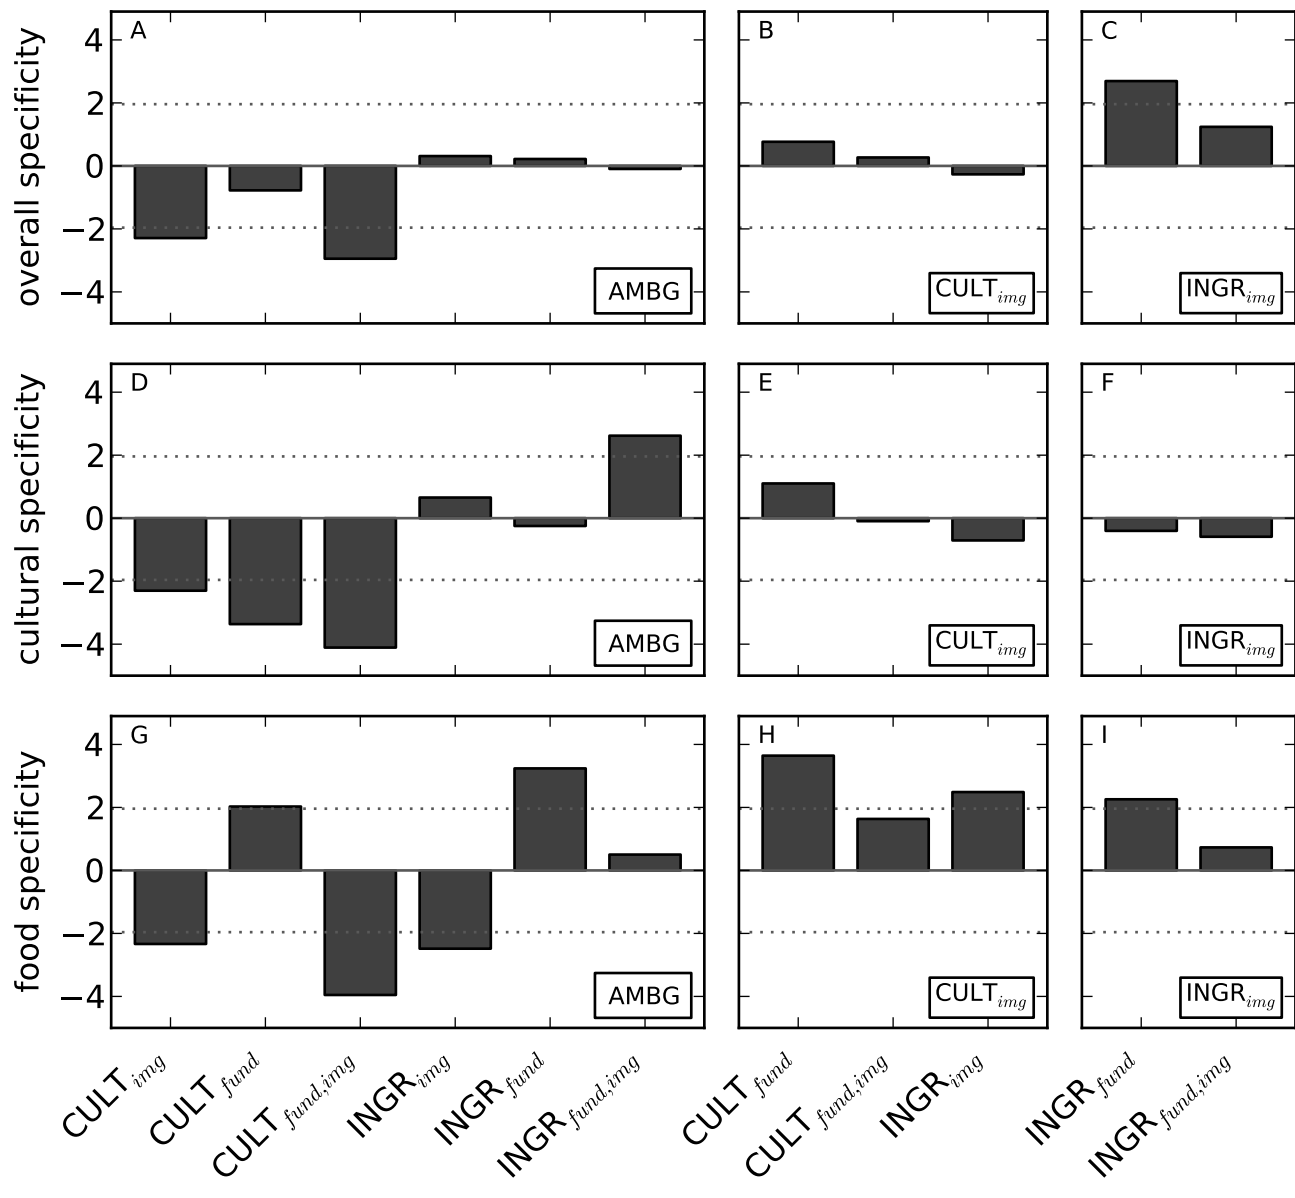 overall specificity
4
2
0
−2
−4
A
AMBG
B
CULT_img
C
INGR_img
cultural specificity
4
2
0
−2
−4
D
AMBG
E
CULT_img
F
INGR_img
food specificity
4
2
0
−2
−4
G
AMBG
H
CULT_img
I
INGR_img
CULT_img
CULT_fund
CULT_fund,img
INGR_img
INGR_fund
INGR_fund,img
CULT_fund
CULT_fund,img
INGR_img
INGR_fund
INGR_fund,img